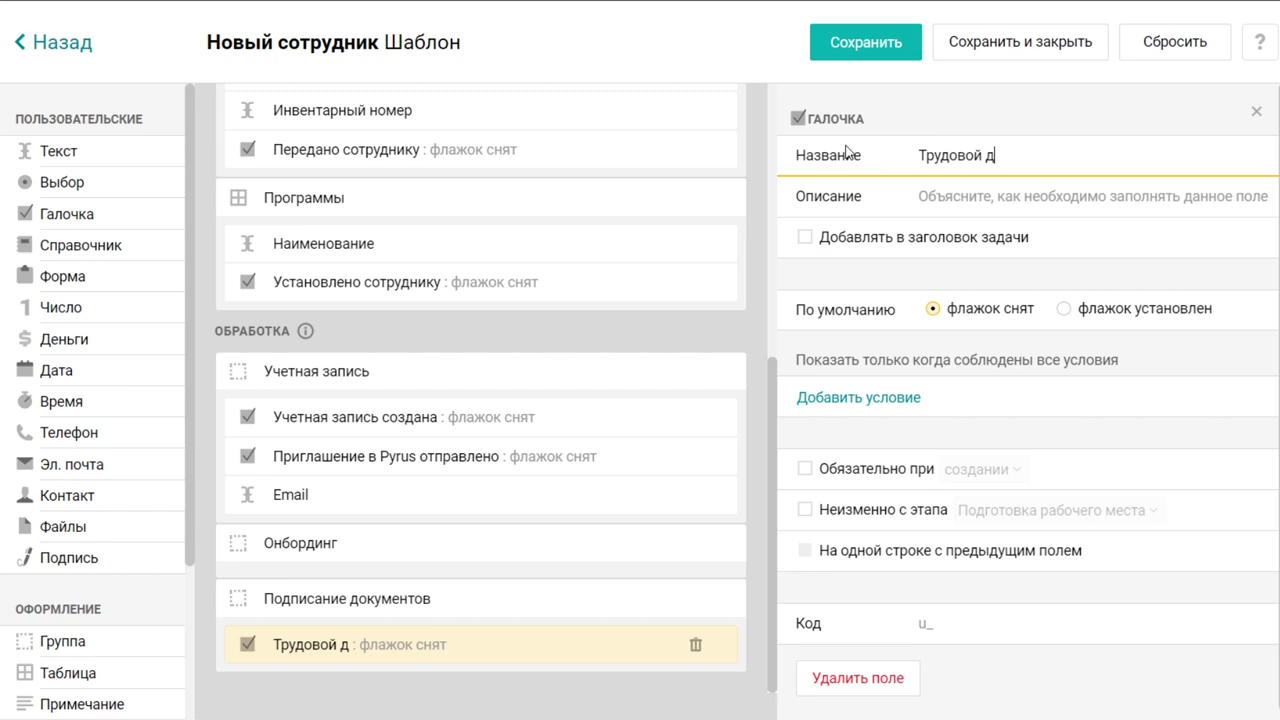 Назад
Новый сотрудник Шаблон
Сохранить
Сохранить и закрыть
Сбросить
?
ПОЛЬЗОВАТЕЛЬСКИЕ
Текст
Выбор
Галочка
Справочник
Форма
Число
Деньги
Дата
Время
Телефон
Эл. почта
Контакт
Файлы
Подпись
ОФОРМЛЕНИЕ
Группа
Таблица
Примечание
Инвентарный номер
Передано сотруднику : флажок снят
Программы
Наименование
Установлено сотруднику : флажок снят
ОБРАБОТКА
Учетная запись
Учетная запись создана : флажок снят
Приглашение в Pyrus отправлено : флажок снят
Email
Онбординг
Подписание документов
Трудовой д : флажок снят
ГАЛОЧКА
Название Трудовой д
Описание Объясните, как необходимо заполнять данное поле
Добавлять в заголовок задачи
По умолчанию флажок снят флажок установлен
Показать только когда соблюдены все условия
Добавить условие
Обязательно при создании
Неизменно с этапа Подготовка рабочего места
На одной строке с предыдущим полем
Код u_
Удалить поле